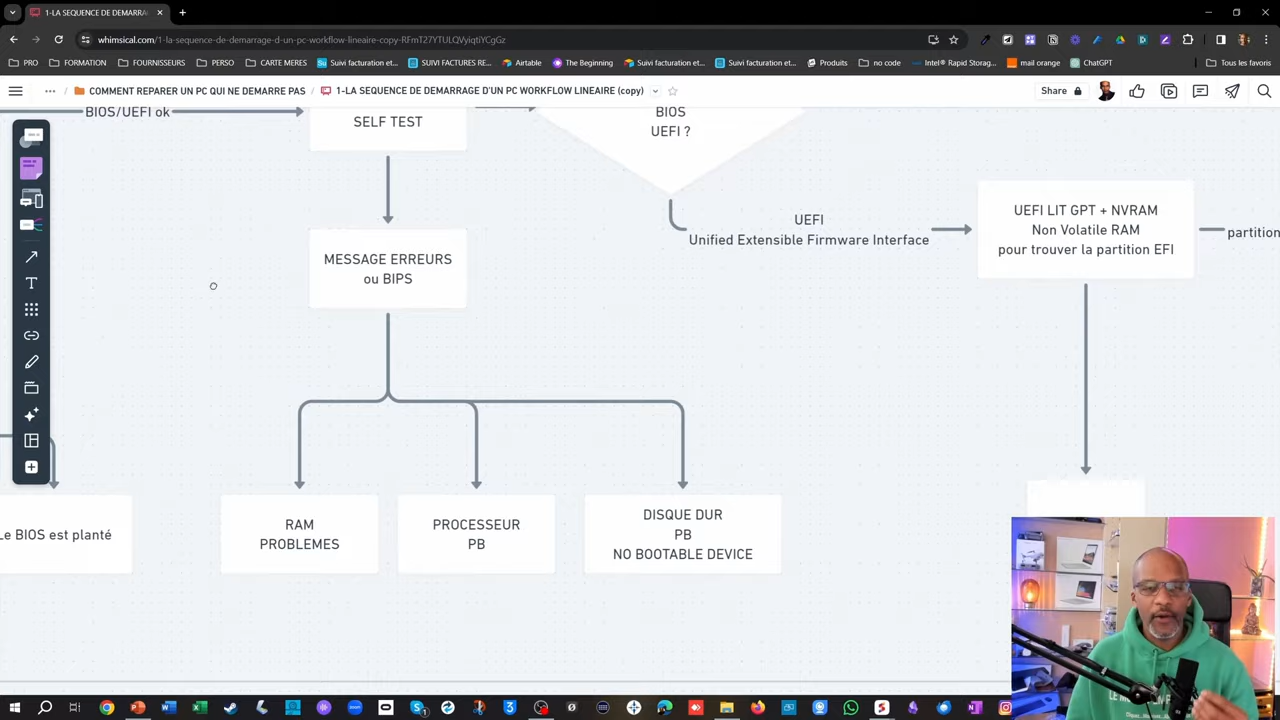 1-LA SEQUENCE DE DEMARRA
whimsical.com/1-la-sequence-de-demarrage-d-un-pc-workflow-lineaire-copy-RFmT27YTULQVyiqtiYCgGz
PRO
FORMATION
FOURNISSEURS
PERSO
CARTE MERES
Suivi facturation et...
SUIVI FACTURES RE...
Airtable
The Beginning
Suivi facturation et...
Suivi facturation et...
Produits
no code
Intel® Rapid Storag...
mail orange
ChatGPT
Tous les favoris
... / COMMENT REPARER UN PC QUI NE DEMARRE PAS / 1-LA SEQUENCE DE DEMARRAGE D'UN PC WORKFLOW LINEAIRE (copy)
Share
BIOS/UEFI ok
SELF TEST
BIOS
UEFI ?
UEFI
Unified Extensible Firmware Interface
UEFI LIT GPT + NVRAM
Non Volatile RAM
pour trouver la partition EFI
partition
MESSAGE ERREURS
ou BIPS
Le BIOS est planté
RAM
PROBLEMES
PROCESSEUR
PB
DISQUE DUR
PB
NO BOOTABLE DEVICE